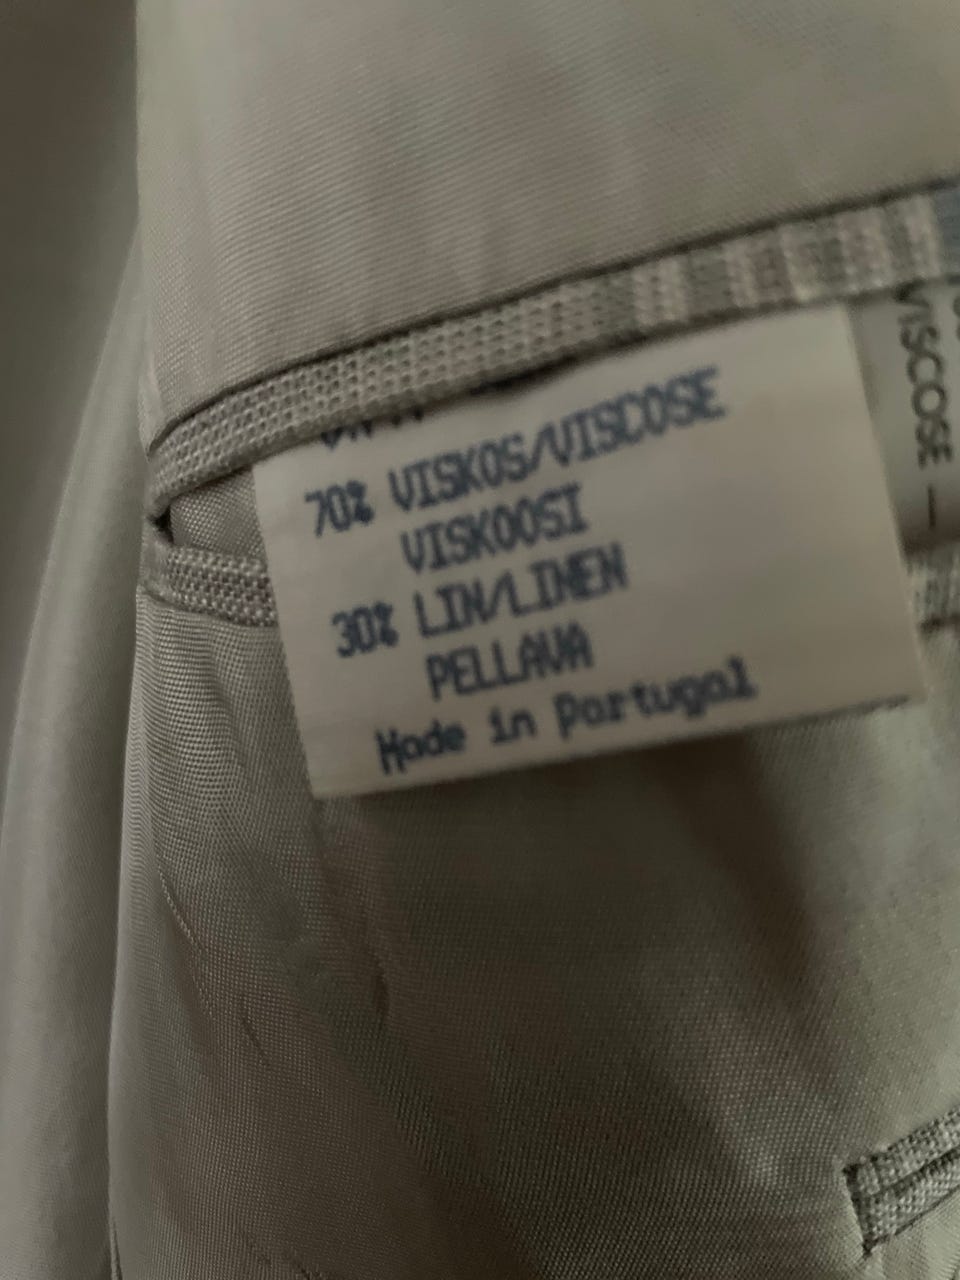 70% VISKOS/VISCOSE
VISKOOSI
30% LIN/LINEN
PELLAVA
Made in Portugal
VISCOSE –